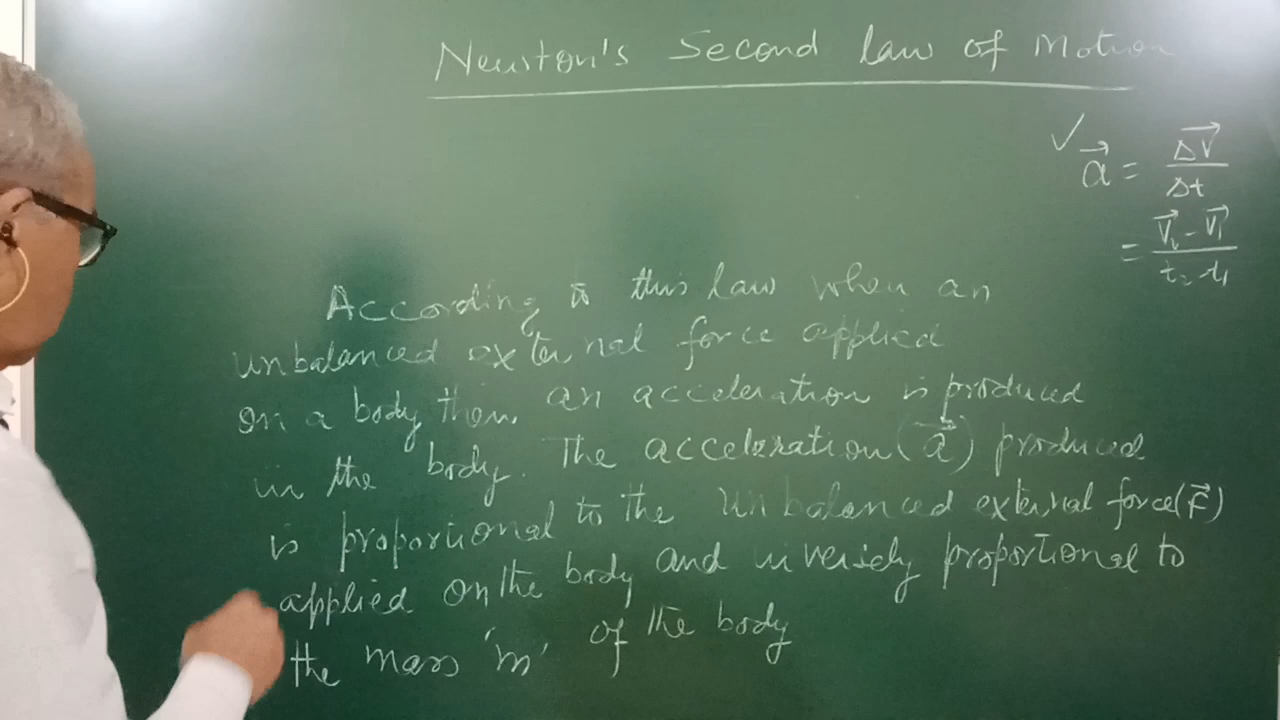 Newton's Second law of Motion
✓ a⃗ = ΔV⃗ / Δt
= V⃗₂ - V⃗₁ / t₂ - t₁
According to this law when an
unbalanced external force applied
on a body then an acceleration is produced
in the body. The acceleration (a⃗) produced
is proportional to the unbalanced external force (F⃗)
applied on the body and inversely proportional to
the mass 'm' of the body